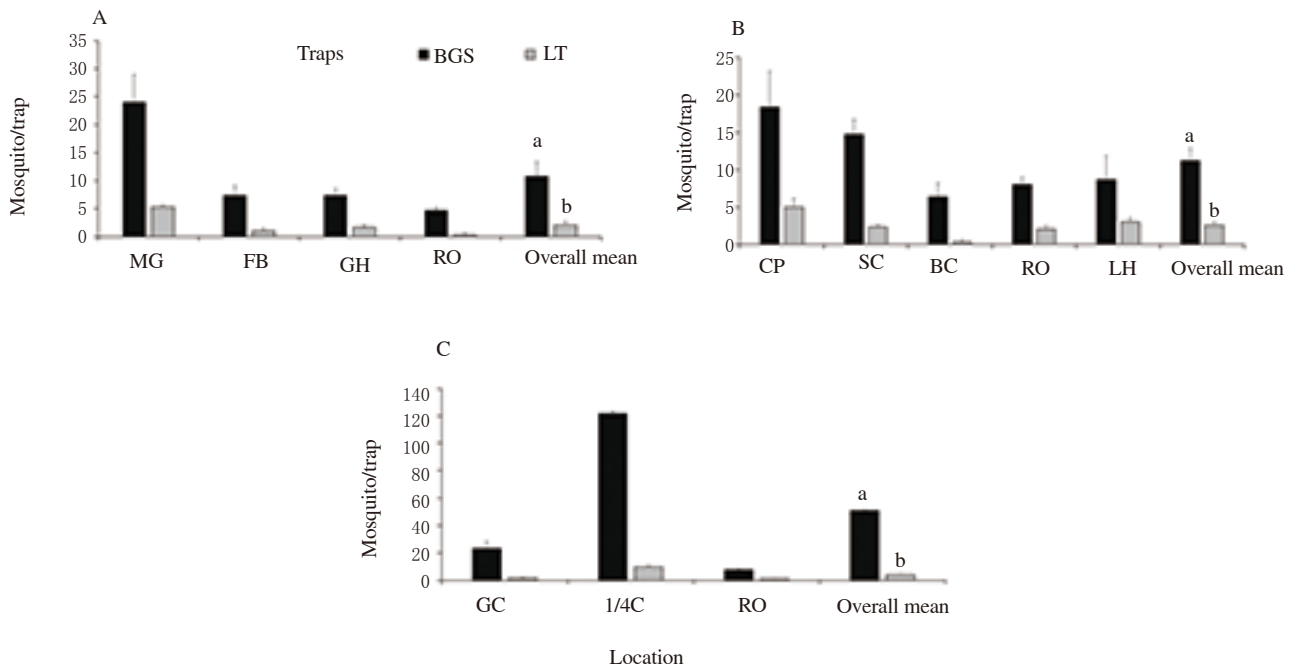 A
Traps BGS LT
Mosquito/trap
35
30
25
20
15
10
5
0
a
b
MG FB GH RO Overall mean
B
Mosquito/trap
25
20
15
10
5
0
a
b
CP SC BC RO LH Overall mean
C
Mosquito/trap
140
120
100
80
60
40
20
0
a
b
GC 1/4C RO Overall mean
Location